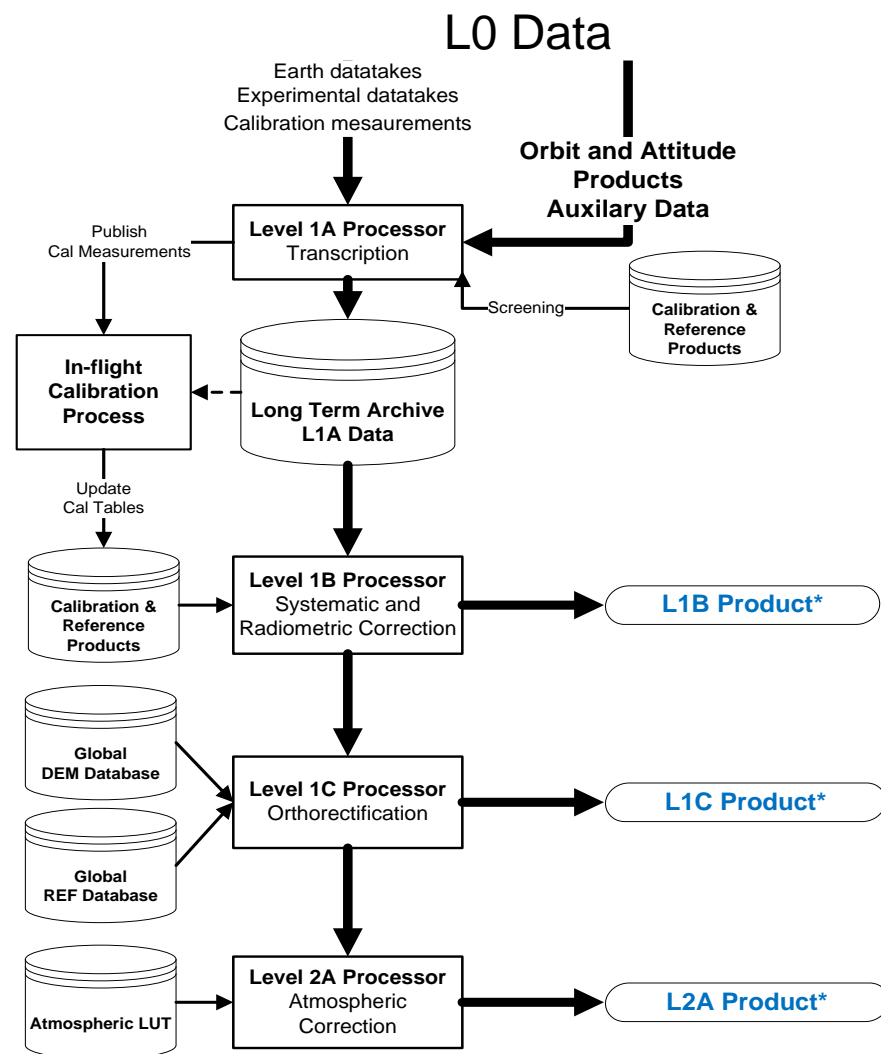 L0 Data
Earth datatakes
Experimental datatakes
Calibration mesaurements
Orbit and Attitude
Products
Auxilary Data
Publish
Cal Measurements
Level 1A Processor
Transcription
Screening
Calibration &
Reference
Products
In-flight
Calibration
Process
Long Term Archive
L1A Data
Update
Cal Tables
Calibration &
Reference
Products
Level 1B Processor
Systematic and
Radiometric Correction
L1B Product*
Global
DEM Database
Level 1C Processor
Orthorectification
L1C Product*
Global
REF Database
Atmospheric LUT
Level 2A Processor
Atmospheric
Correction
L2A Product*